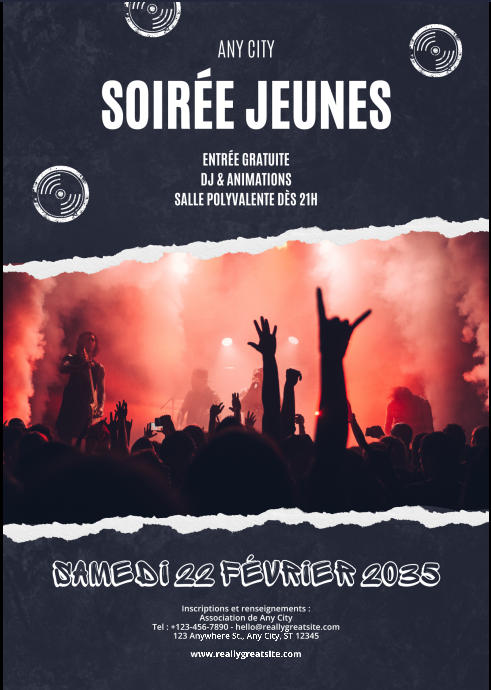 ANY CITY
SOIRÉE JEUNES
ENTRÉE GRATUITE
DJ & ANIMATIONS
SALLE POLYVALENTE DÈS 21H
SAMEDI 22 FÉVRIER 2035
Inscriptions et renseignements :
Association de Any City
Tel : +123-456-7890 - hello@reallygreatsite.com
123 Anywhere St., Any City, ST 12345
www.reallygreatsite.com